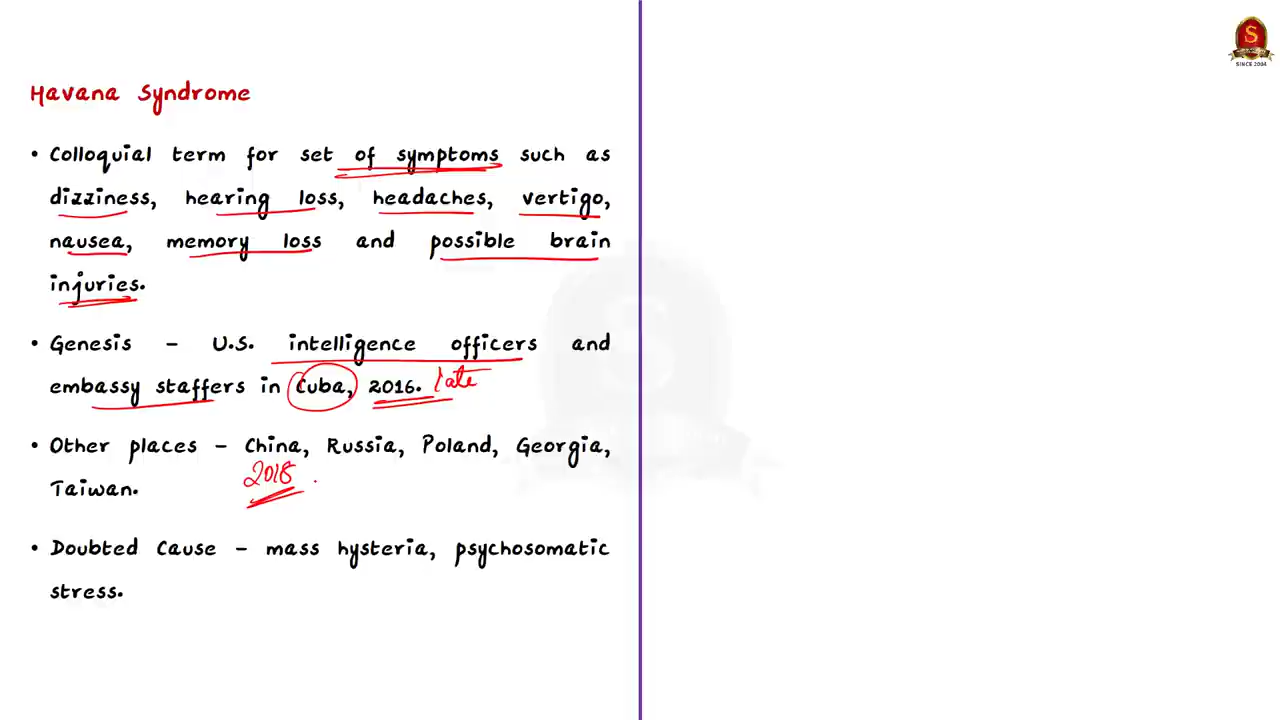 S
SINCE 2004
Havana Syndrome
• Colloquial term for set of symptoms such as
dizziness, hearing loss, headaches, vertigo,
nausea, memory loss and possible brain
injuries.
• Genesis – U.S. intelligence officers and
embassy staffers in Cuba, 2016. late
• Other places – China, Russia, Poland, Georgia,
2018
Taiwan.
• Doubted Cause – mass hysteria, psychosomatic
stress.